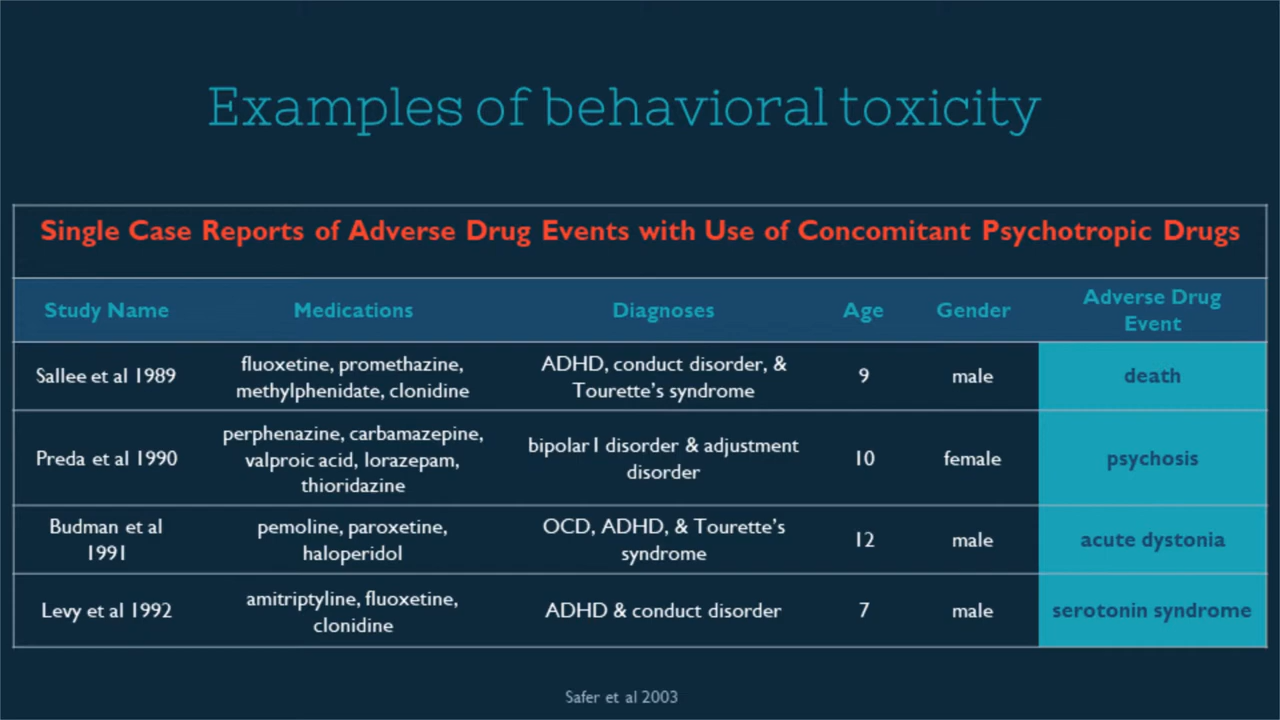 Examples of behavioral toxicity
Single Case Reports of Adverse Drug Events with Use of Concomitant Psychotropic Drugs
Study Name Medications Diagnoses Age Gender Adverse Drug Event
Sallee et al 1989 fluoxetine, promethazine, methylphenidate, clonidine ADHD, conduct disorder, & Tourette's syndrome 9 male death
Preda et al 1990 perphenazine, carbamazepine, valproic acid, lorazepam, thioridazine bipolar I disorder & adjustment disorder 10 female psychosis
Budman et al 1991 pemoline, paroxetine, haloperidol OCD, ADHD, & Tourette's syndrome 12 male acute dystonia
Levy et al 1992 amitriptyline, fluoxetine, clonidine ADHD & conduct disorder 7 male serotonin syndrome
Safer et al 2003